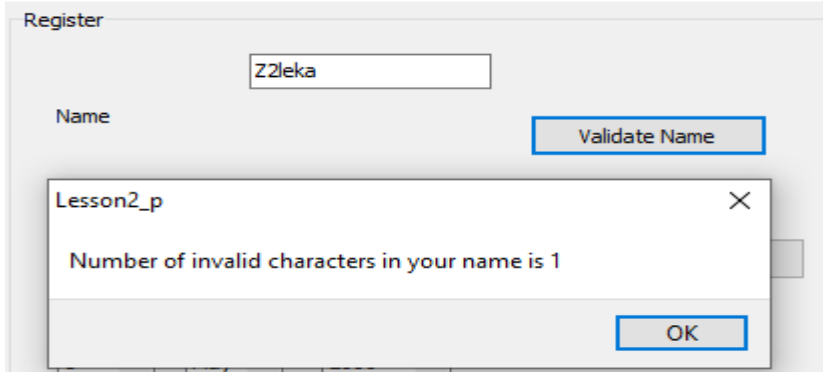 Register
Z2leka
Name
Validate Name
Lesson2_p
Number of invalid characters in your name is 1
OK